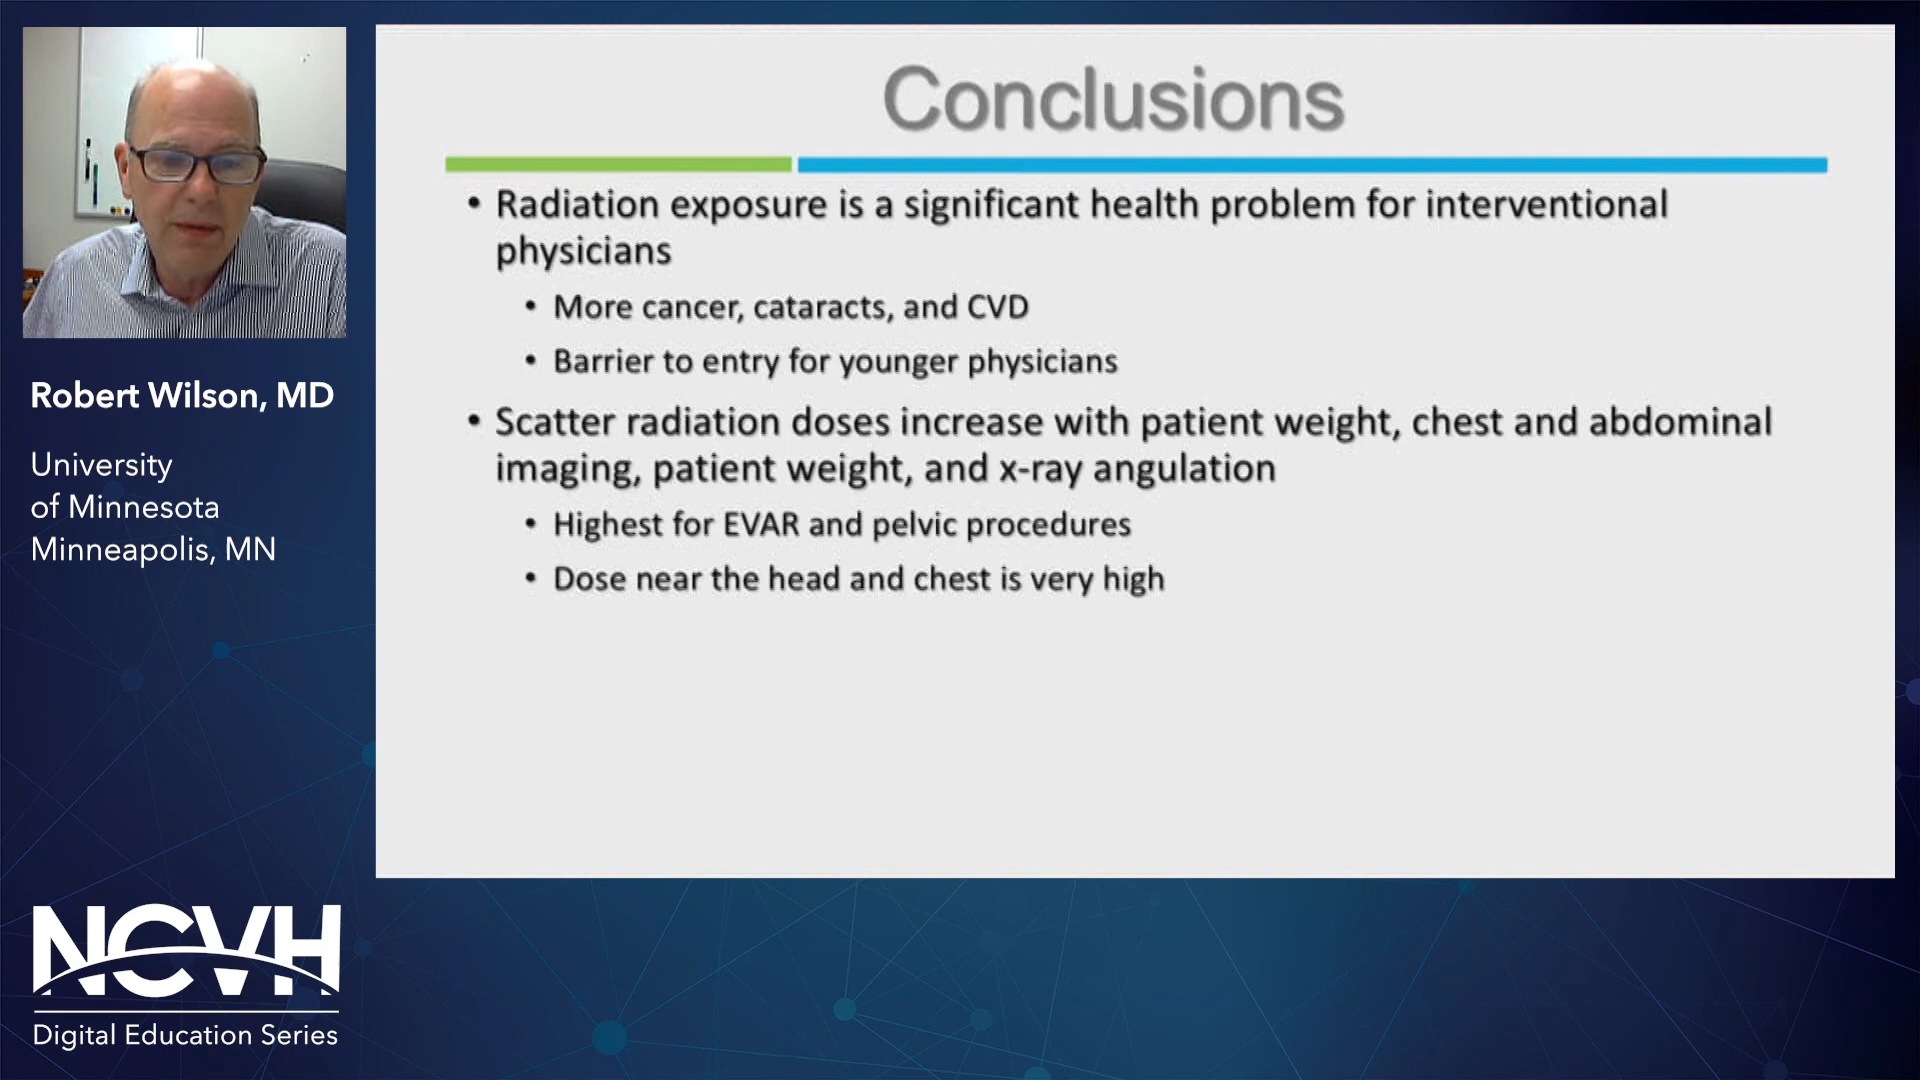 Conclusions
• Radiation exposure is a significant health problem for interventional
physicians
• More cancer, cataracts, and CVD
• Barrier to entry for younger physicians
• Scatter radiation doses increase with patient weight, chest and abdominal
imaging, patient weight, and x-ray angulation
• Highest for EVAR and pelvic procedures
• Dose near the head and chest is very high
Robert Wilson, MD
University
of Minnesota
Minneapolis, MN
NCVH
Digital Education Series